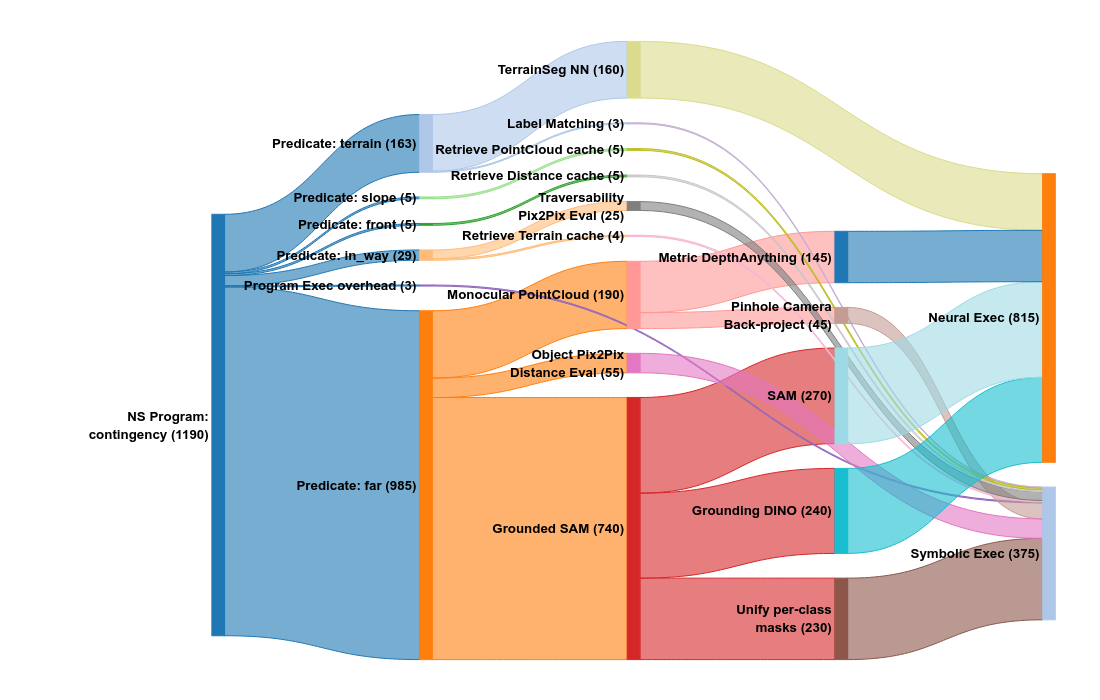 NS Program:
contingency (1190)
Predicate: terrain (163)
Predicate: slope (5)
Predicate: front (5)
Predicate: in_way (29)
Program Exec overhead (3)
Predicate: far (985)
TerrainSeg NN (160)
Label Matching (3)
Retrieve PointCloud cache (5)
Retrieve Distance cache (5)
Traversability
Pix2Pix Eval (25)
Retrieve Terrain cache (4)
Monocular PointCloud (190)
Object Pix2Pix
Distance Eval (55)
Grounded SAM (740)
Metric DepthAnything (145)
Pinhole Camera
Back-project (45)
SAM (270)
Grounding DINO (240)
Unify per-class
masks (230)
Neural Exec (815)
Symbolic Exec (375)